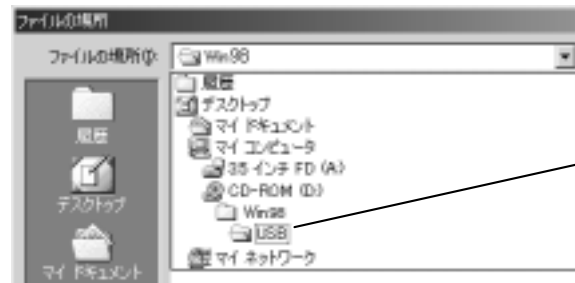 ファイルの場所
ファイルの場所(I):
Win98
履歴
デスクトップ
マイ ドキュメント
マイ コンピュータ
35 インチ FD (A)
CD-ROM (D)
Win98
USB
マイ ネットワーク
履歴
デスクトップ
マイ ドキュメント